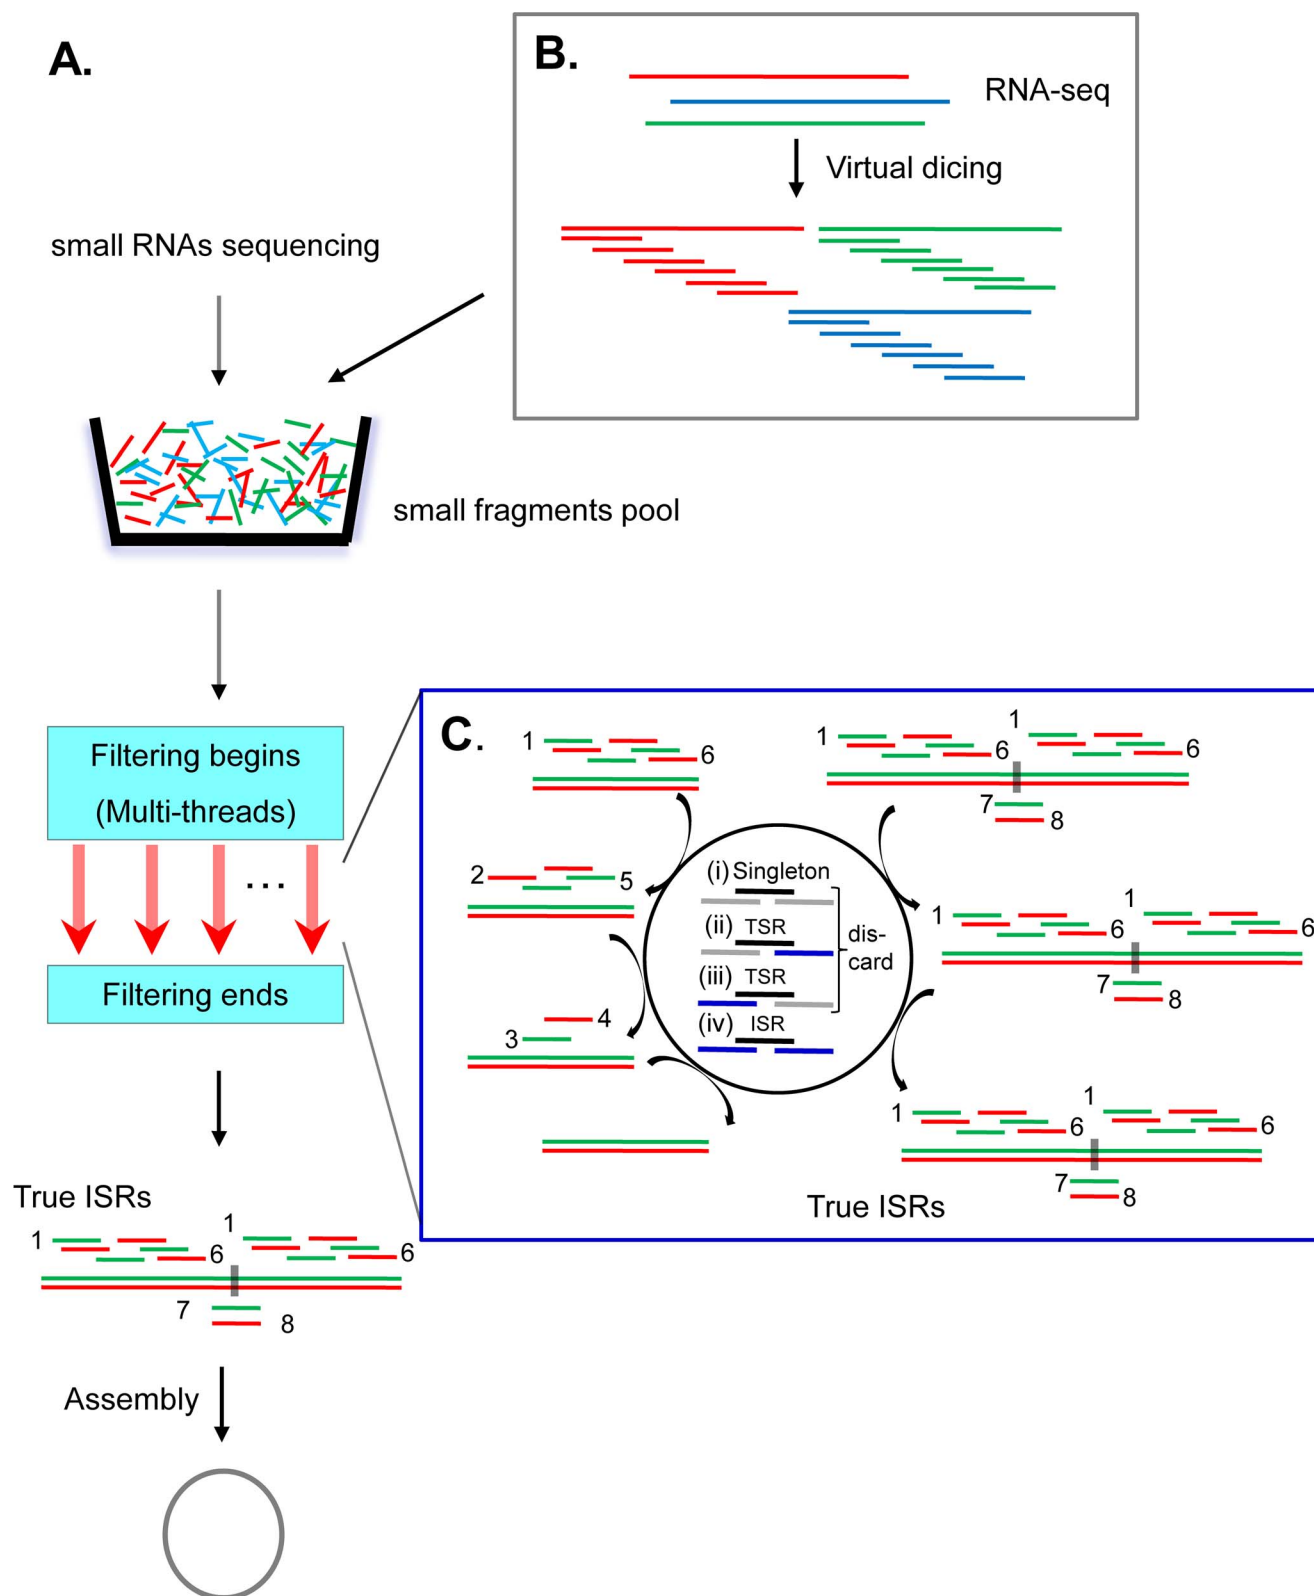 A.
B.
RNA-seq
Virtual dicing
small RNAs sequencing
small fragments pool
Filtering begins
(Multi-threads)
...
Filtering ends
True ISRs
1
1
6
6
7
8
Assembly
C.
1
6
2
5
4
3
(i) Singleton
(ii) TSR
(iii) TSR
(iv) ISR
dis-
card
1
1
6
6
7
8
1
1
6
6
7
8
1
1
6
6
7
8
True ISRs